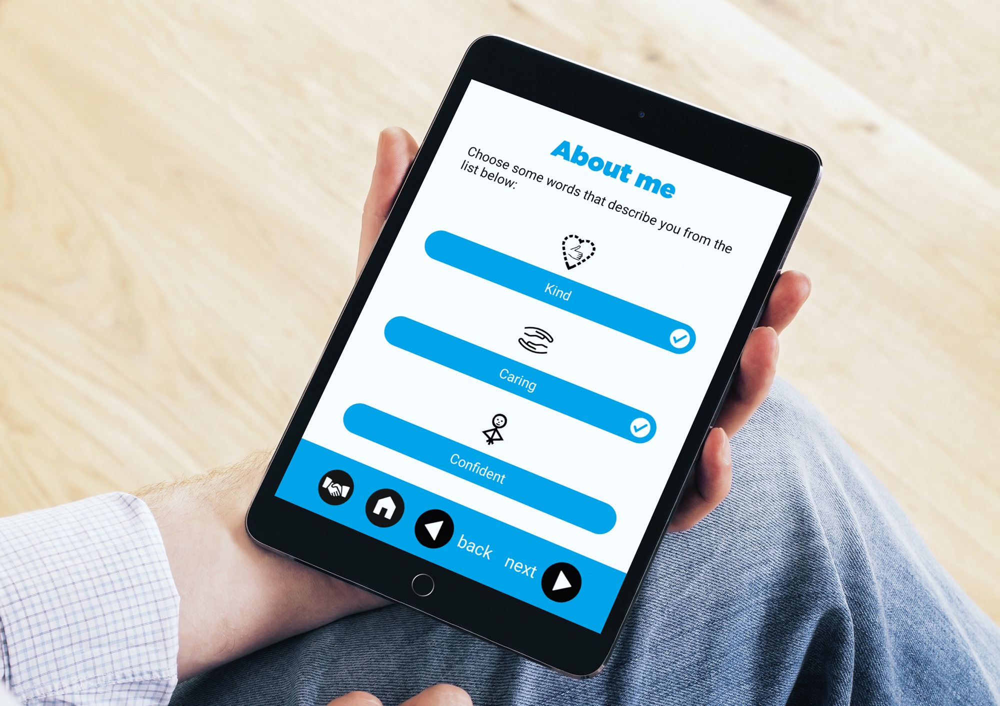 About me
Choose some words that describe you from the
list below:
Kind
Caring
Confident
back
next